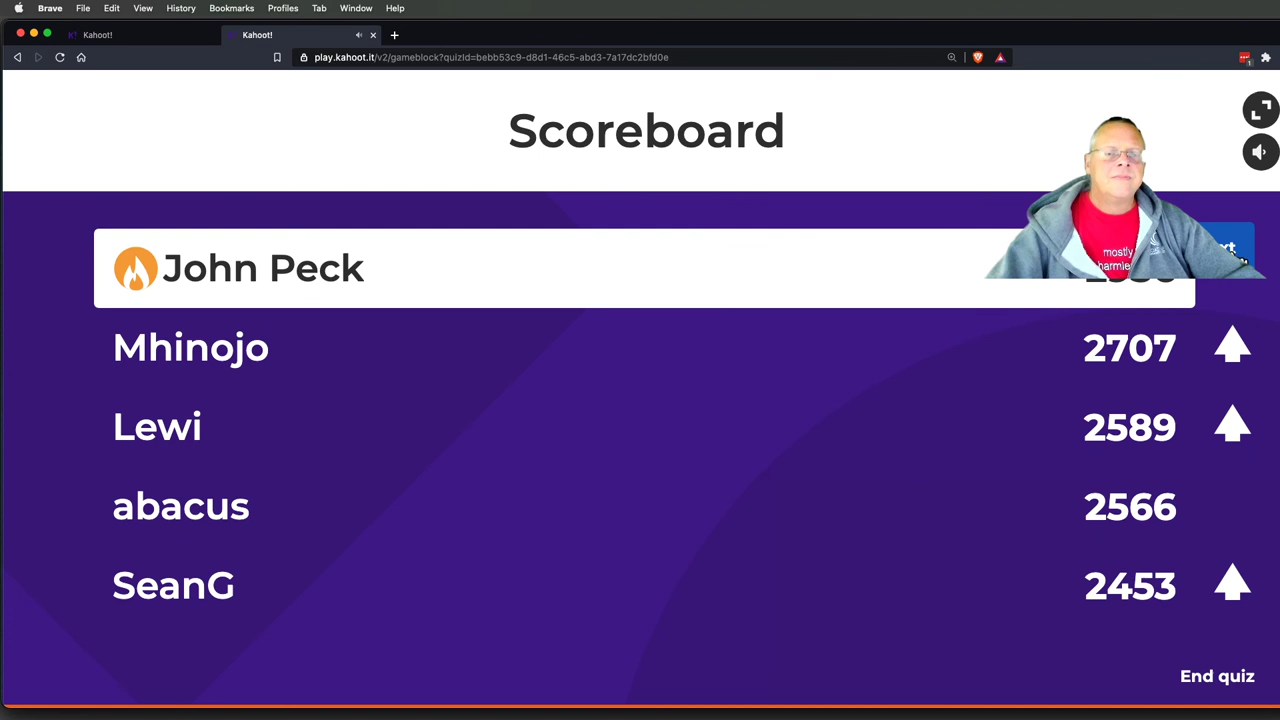 Brave File Edit View History Bookmarks Profiles Tab Window Help
Kahoot! Kahoot!
play.kahoot.it/v2/gameblock?quizId=bebb53c9-d8d1-46c5-abd3-7a17dc2bfd0e
Scoreboard
mostly
John Peck
Mhinojo 2707
Lewi 2589
abacus 2566
SeanG 2453
End quiz